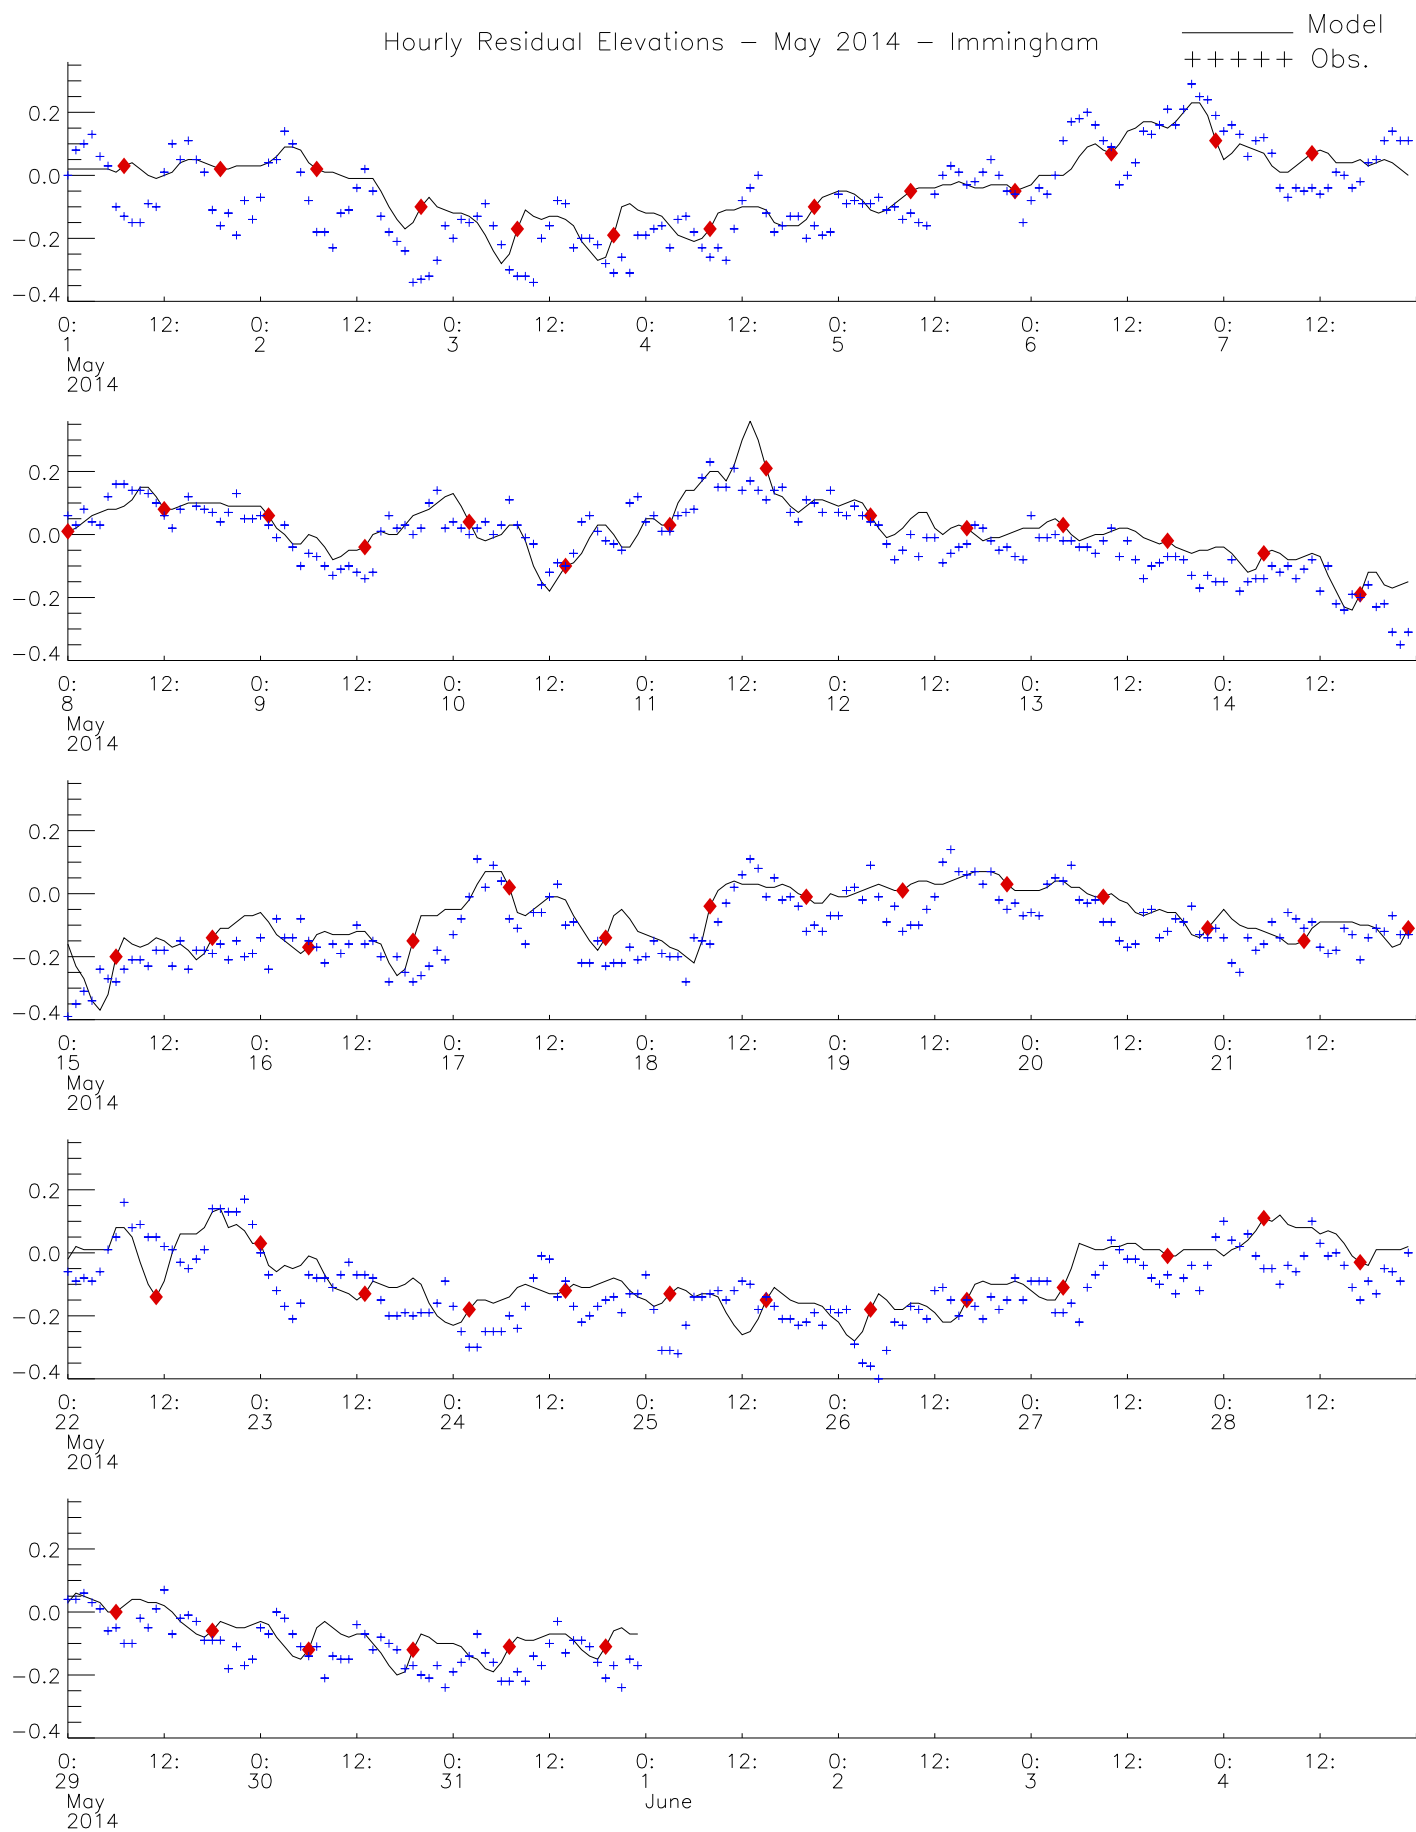 Hourly Residual Elevations − May 2014 − Immingham
Model
+++++ Obs.
0.2
0.0
−0.2
−0.4
0: 12: 0: 12: 0: 12: 0: 12: 0: 12: 0: 12: 0: 12:
1 2 3 4 5 6 7
May
2014
0.2
0.0
−0.2
−0.4
0: 12: 0: 12: 0: 12: 0: 12: 0: 12: 0: 12: 0: 12:
8 9 10 11 12 13 14
May
2014
0.2
0.0
−0.2
−0.4
0: 12: 0: 12: 0: 12: 0: 12: 0: 12: 0: 12: 0: 12:
15 16 17 18 19 20 21
May
2014
0.2
0.0
−0.2
−0.4
0: 12: 0: 12: 0: 12: 0: 12: 0: 12: 0: 12: 0: 12:
22 23 24 25 26 27 28
May
2014
0.2
0.0
−0.2
−0.4
0: 12: 0: 12: 0: 12: 0: 12: 0: 12: 0: 12: 0: 12:
29 30 31 1 2 3 4
May June
2014